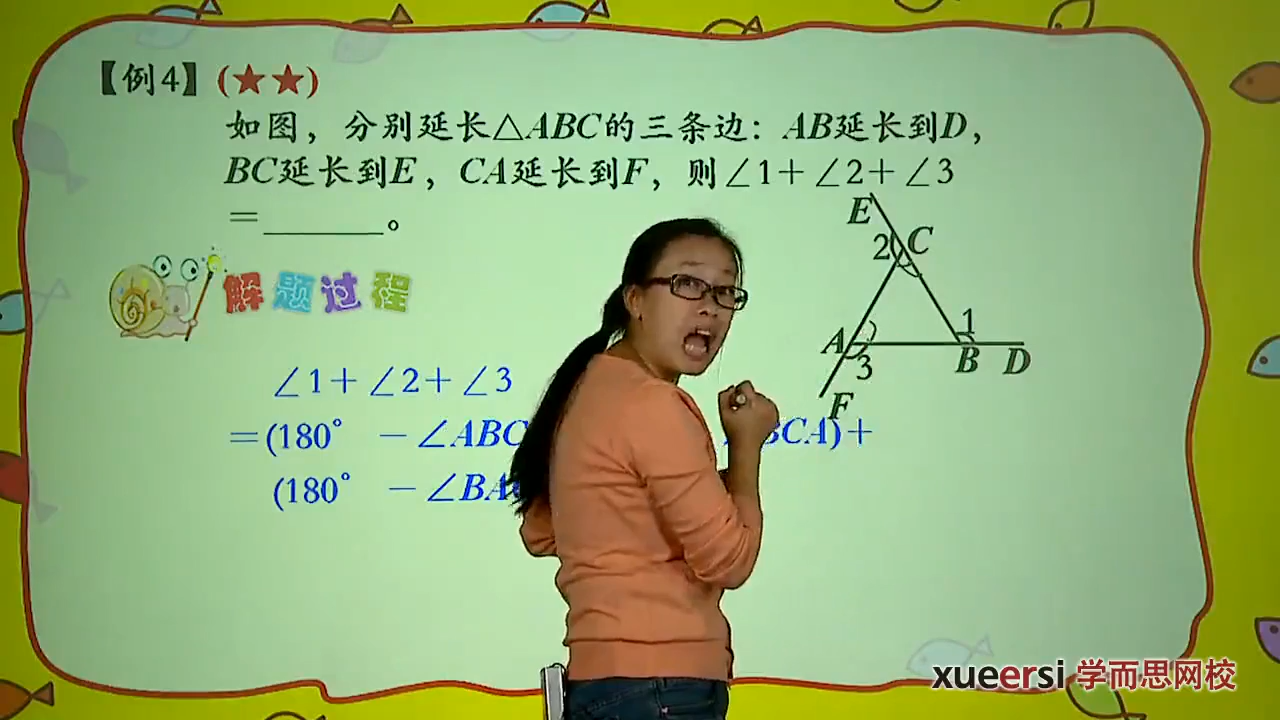 【例4】(★★)
如图，分别延长△ABC的三条边：AB延长到D，
BC延长到E，CA延长到F，则∠1＋∠2＋∠3
＝______。
解题过程
∠1＋∠2＋∠3
＝(180°－∠ABC
BCA)＋
(180°－∠BA
E
2
C
A
3
1
B
D
F
xueersi 学而思网校